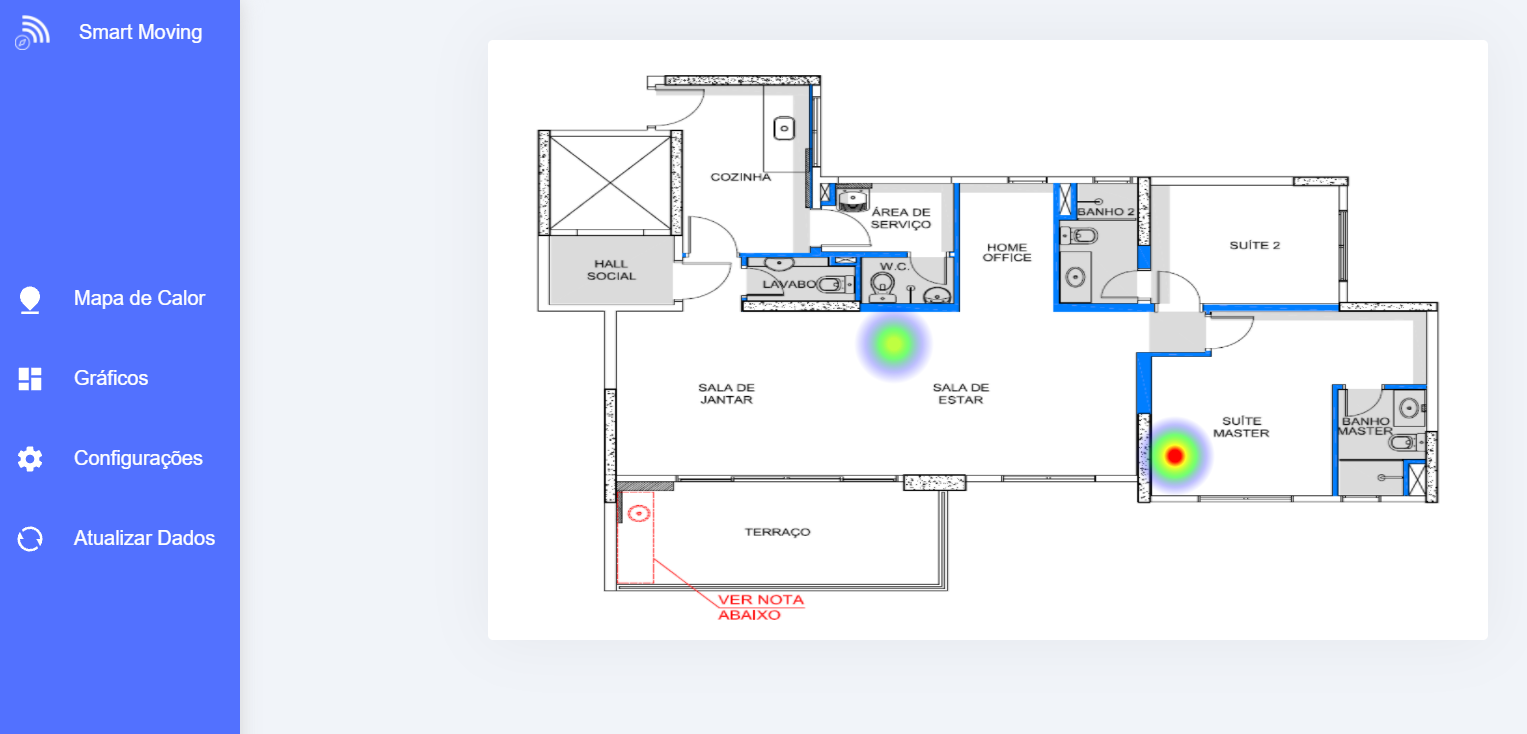 Smart Moving
Mapa de Calor
Gráficos
Configurações
Atualizar Dados
COZINHA
ÁREA DE
SERVIÇO
BANHO 2
HALL
SOCIAL
LAVABO
W.C.
HOME
OFFICE
SUÍTE 2
SALA DE
JANTAR
SALA DE
ESTAR
SUÍTE
MASTER
BANHO
MASTER
TERRAÇO
VER NOTA
ABAIXO